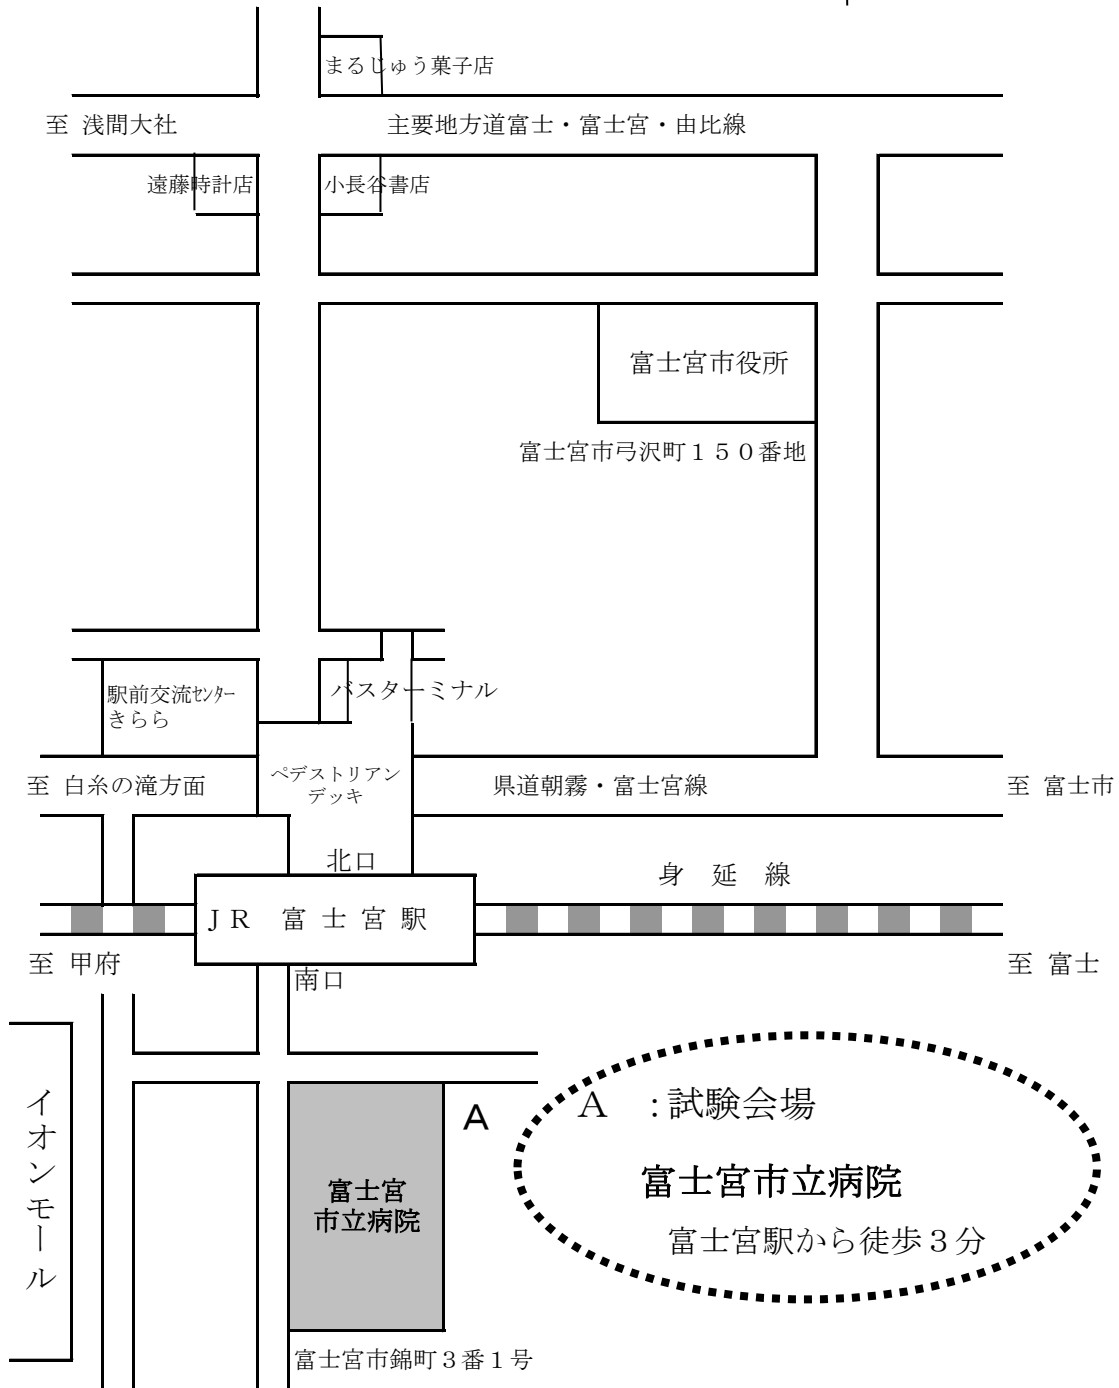 まるじゅう菓子店
至 浅間大社
主要地方道富士・富士宮・由比線
遠藤時計店
小長谷書店
富士宮市役所
富士宮市弓沢町１５０番地
駅前交流ｾﾝﾀｰ
きらら
バスターミナル
至 白糸の滝方面
ペデストリアン
デッキ
県道朝霧・富士宮線
至 富士市
北口
身 延 線
ＪＲ 富 士 宮 駅
至 甲府
南口
至 富士
イオンモール
A
富士宮
市立病院
A ：試験会場
富士宮市立病院
富士宮駅から徒歩３分
富士宮市錦町３番１号